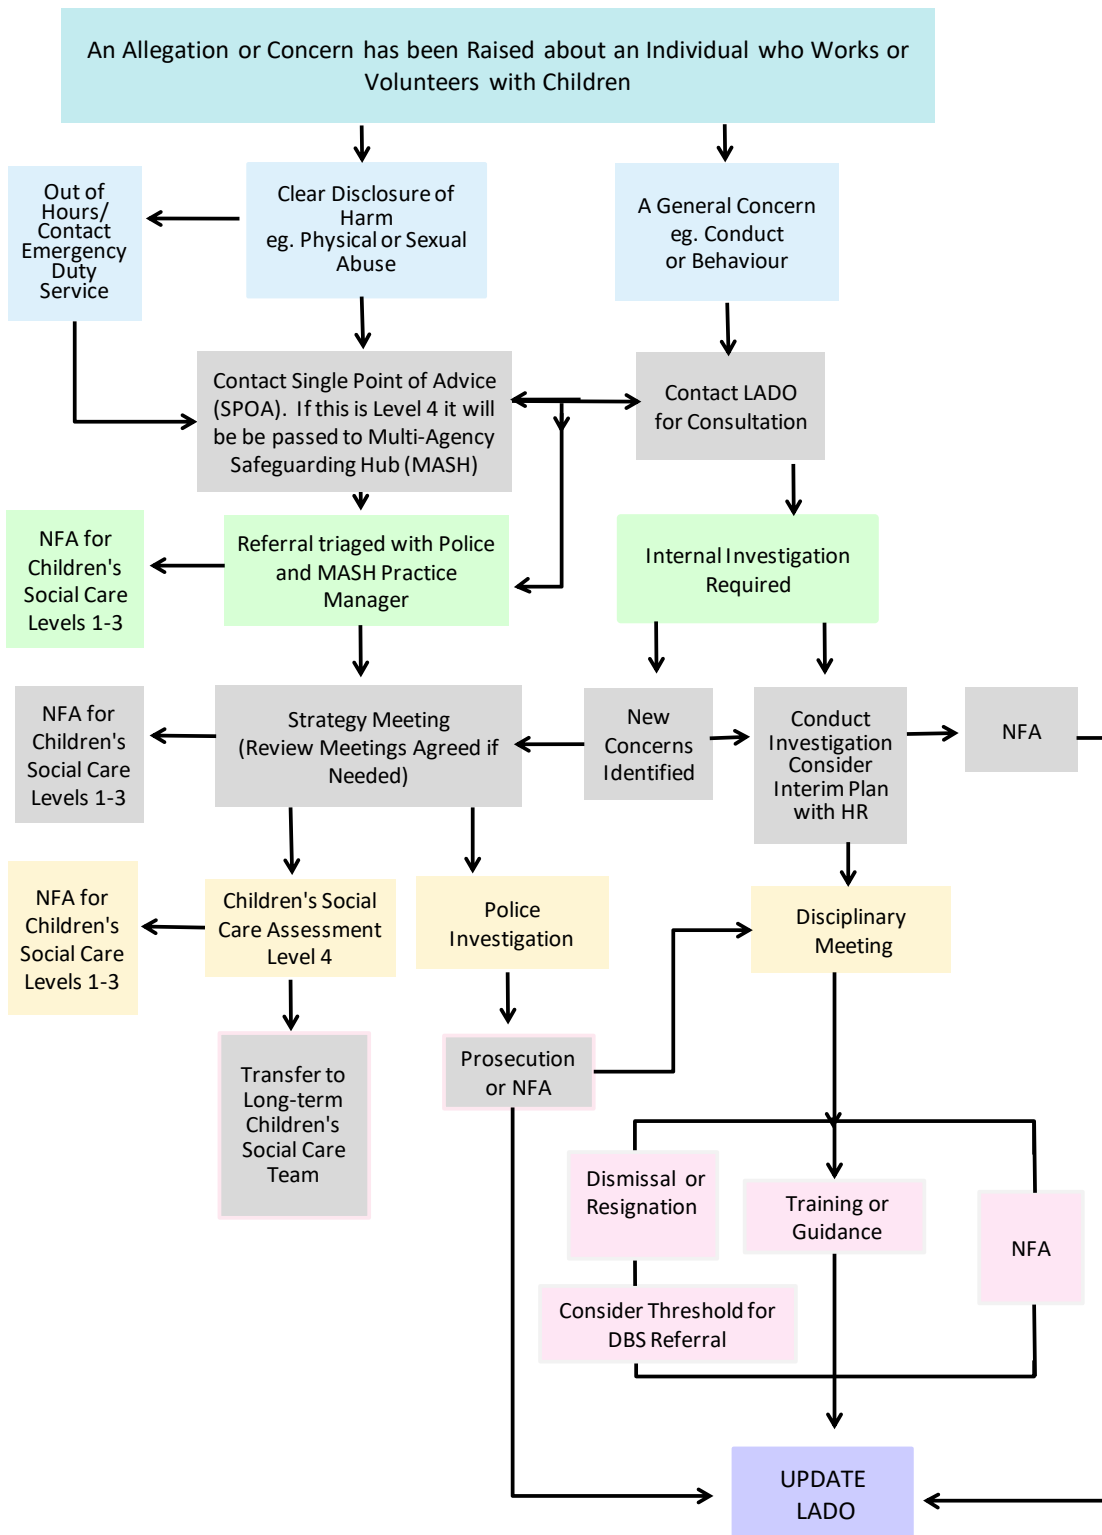 An Allegation or Concern has been Raised about an Individual who Works or
Volunteers with Children
Out of
Hours/
Contact
Emergency
Duty
Service
Clear Disclosure of
Harm
eg. Physical or Sexual
Abuse
A General Concern
eg. Conduct
or Behaviour
Contact Single Point of Advice
(SPOA). If this is Level 4 it will
be be passed to Multi-Agency
Safeguarding Hub (MASH)
Contact LADO
for Consultation
NFA for
Children's
Social Care
Levels 1-3
Referral triaged with Police
and MASH Practice
Manager
Internal Investigation
Required
NFA for
Children's
Social Care
Levels 1-3
Strategy Meeting
(Review Meetings Agreed if
Needed)
New
Concerns
Identified
Conduct
Investigation
Consider
Interim Plan
with HR
NFA
NFA for
Children's
Social Care
Levels 1-3
Children's Social
Care Assessment
Level 4
Police
Investigation
Disciplinary
Meeting
Transfer to
Long-term
Children's
Social Care
Team
Prosecution
or NFA
Dismissal or
Resignation
Training or
Guidance
NFA
Consider Threshold for
DBS Referral
UPDATE
LADO